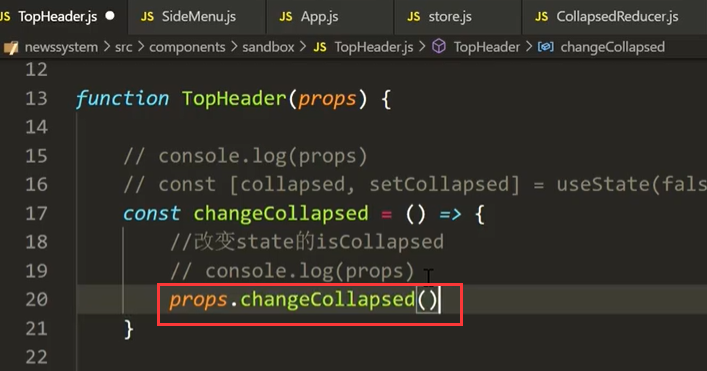 JS TopHeader.js ● JS SideMenu.js JS App.js JS store.js JS CollapsedReducer.js
newssystem > src > components > sandbox > JS TopHeader.js > TopHeader > changeCollapsed
12
13 function TopHeader(props) {
14
15 // console.log(props)
16 // const [collapsed, setCollapsed] = useState(fals
17 const changeCollapsed = () => {
18 //改变state的isCollapsed
19 // console.log(props)
20 props.changeCollapsed()
21 }
22